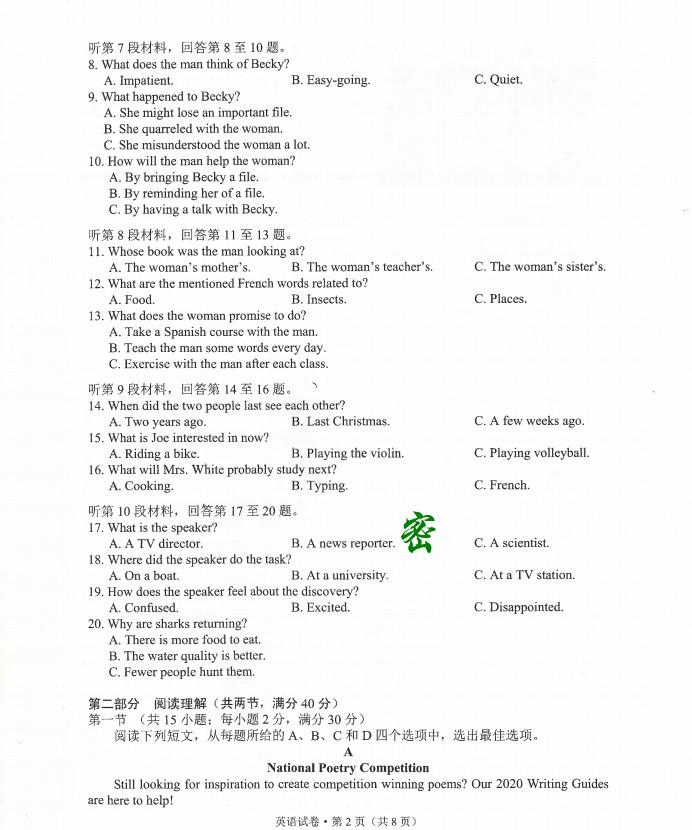 听第 7 段材料，回答第 8 至 10 题。
8. What does the man think of Becky?
A. Impatient. B. Easy-going. C. Quiet.
9. What happened to Becky?
A. She might lose an important file.
B. She quarreled with the woman.
C. She misunderstood the woman a lot.
10. How will the man help the woman?
A. By bringing Becky a file.
B. By reminding her of a file.
C. By having a talk with Becky.
听第 8 段材料，回答第 11 至 13 题。
11. Whose book was the man looking at?
A. The woman's mother's. B. The woman's teacher's. C. The woman's sister's.
12. What are the mentioned French words related to?
A. Food. B. Insects. C. Places.
13. What does the woman promise to do?
A. Take a Spanish course with the man.
B. Teach the man some words every day.
C. Exercise with the man after each class.
听第 9 段材料，回答第 14 至 16 题。
14. When did the two people last see each other?
A. Two years ago. B. Last Christmas. C. A few weeks ago.
15. What is Joe interested in now?
A. Riding a bike. B. Playing the violin. C. Playing volleyball.
16. What will Mrs. White probably study next?
A. Cooking. B. Typing. C. French.
听第 10 段材料，回答第 17 至 20 题。
17. What is the speaker?
A. A TV director. B. A news reporter. 密 C. A scientist.
18. Where did the speaker do the task?
A. On a boat. B. At a university. C. At a TV station.
19. How does the speaker feel about the discovery?
A. Confused. B. Excited. C. Disappointed.
20. Why are sharks returning?
A. There is more food to eat.
B. The water quality is better.
C. Fewer people hunt them.
第二部分 阅读理解（共两节，满分 40 分）
第一节 （共 15 小题；每小题 2 分，满分 30 分）
阅读下列短文，从每题所给的 A、B、C 和 D 四个选项中，选出最佳选项。
A
National Poetry Competition
Still looking for inspiration to create competition winning poems? Our 2020 Writing Guides
are here to help!
英语试卷·第 2 页（共 8 页）